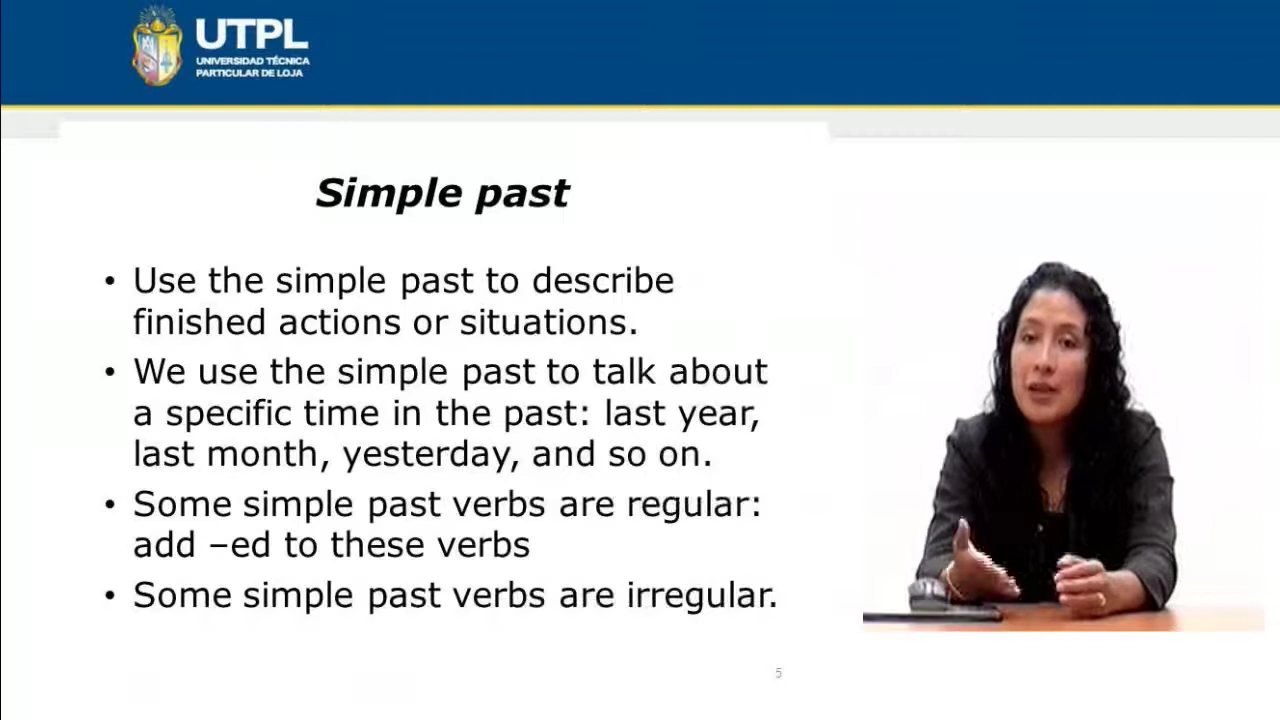 UTPL
UNIVERSIDAD TÉCNICA
PARTICULAR DE LOJA
Simple past
• Use the simple past to describe
finished actions or situations.
• We use the simple past to talk about
a specific time in the past: last year,
last month, yesterday, and so on.
• Some simple past verbs are regular:
add –ed to these verbs
• Some simple past verbs are irregular.
5